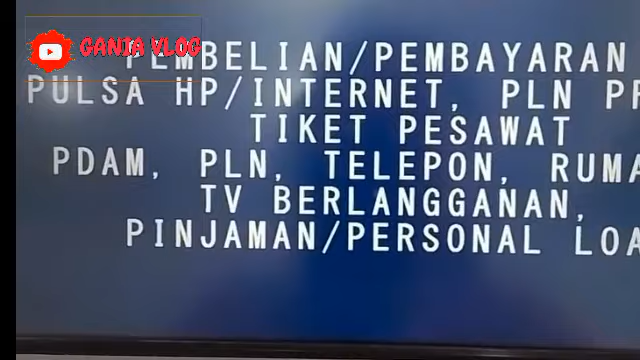 GANIA VLOG
PEMBELIAN/PEMBAYARAN
PULSA HP/INTERNET, PLN
TIKET PESAWAT
PDAM, PLN, TELEPON,
TV BERLANGGANAN,
PINJAMAN/PERSONAL